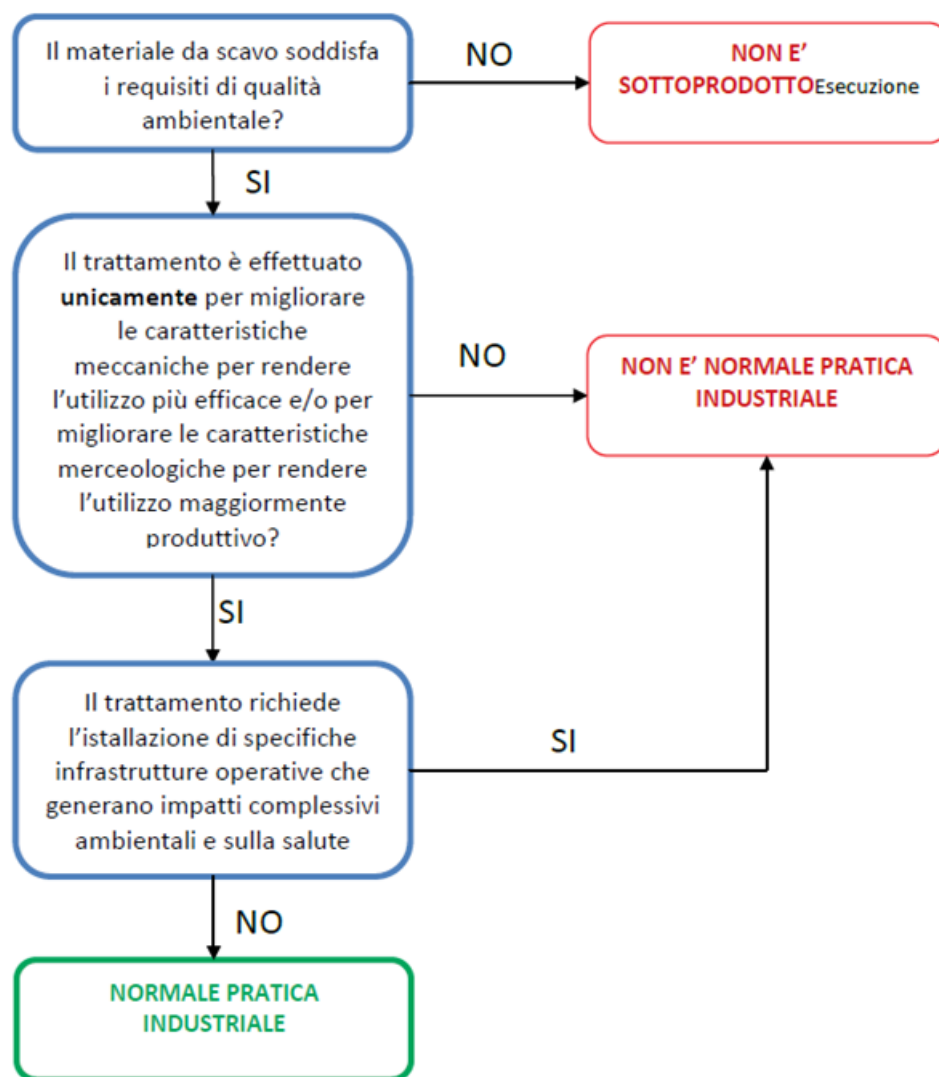 Il materiale da scavo soddisfa
i requisiti di qualità
ambientale?
NO
NON E’
SOTTOPRODOTTOEsecuzione
SI
Il trattamento è effettuato
unicamente per migliorare
le caratteristiche
meccaniche per rendere
l’utilizzo più efficace e/o per
migliorare le caratteristiche
merceologiche per rendere
l’utilizzo maggiormente
produttivo?
NO
NON E’ NORMALE PRATICA
INDUSTRIALE
SI
Il trattamento richiede
l’istallazione di specifiche
infrastrutture operative che
generano impatti complessivi
ambientali e sulla salute
SI
NO
NORMALE PRATICA
INDUSTRIALE